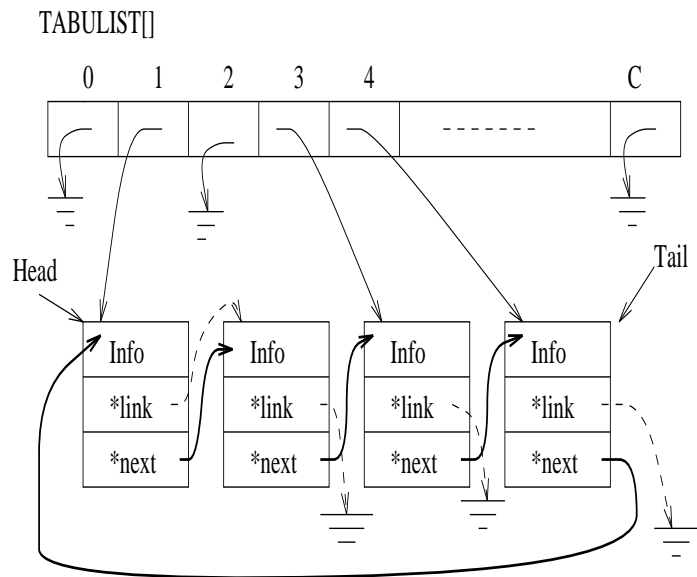 TABULIST[]
0 1 2 3 4 C
Head
Tail
Info Info Info Info
*link *link *link *link
*next *next *next *next